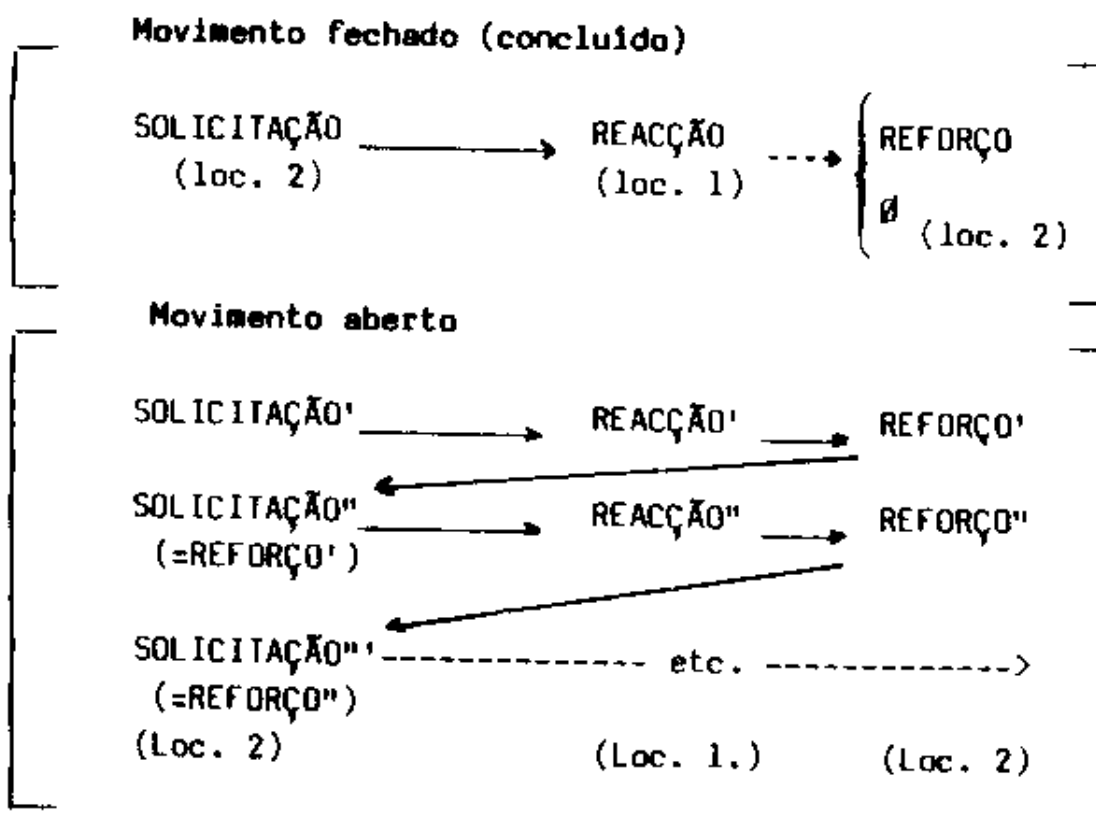 Movimento fechado (concluído)
SOLICITAÇÃO REACÇÃO REFORÇO
(loc. 2) (loc. 1)
Ø (loc. 2)
Movimento aberto
SOLICITAÇÃO' REACÇÃO' REFORÇO'
SOLICITAÇÃO" REACÇÃO" REFORÇO"
(=REFORÇO')
SOLICITAÇÃO"' etc.
(=REFORÇO")
(Loc. 2) (Loc. 1.) (Loc. 2)